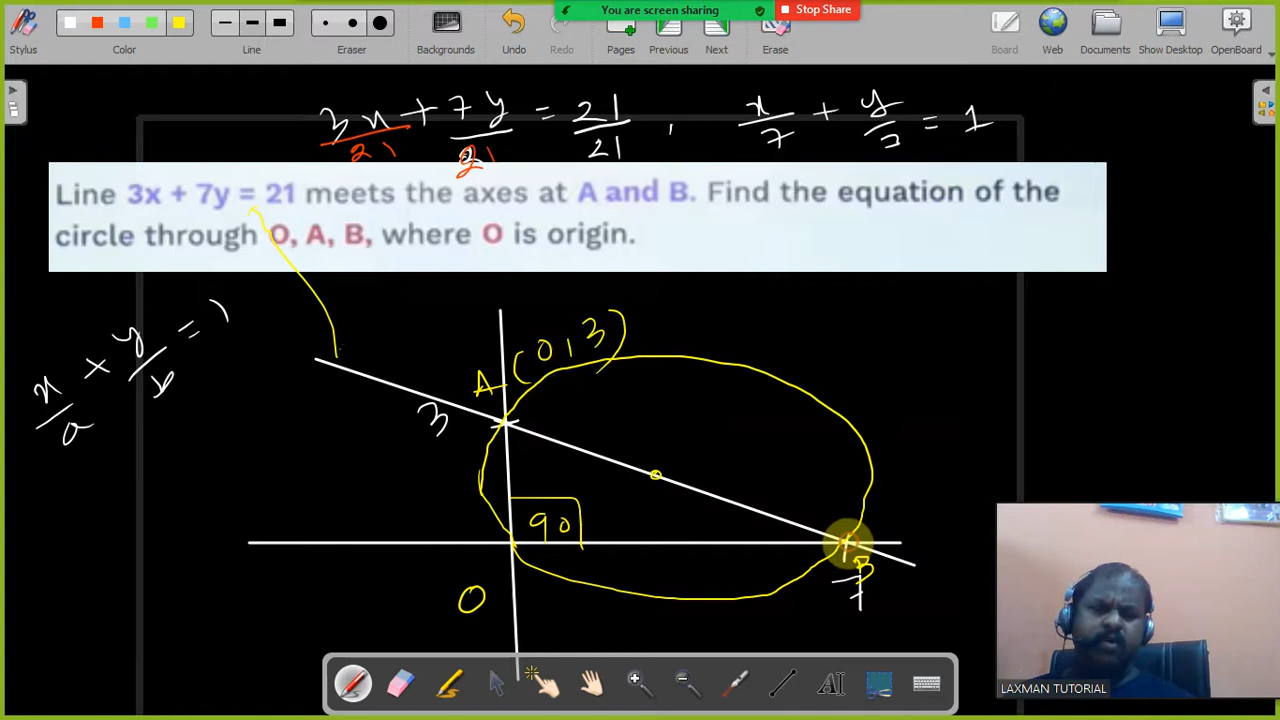 You are screen sharing
Stop Share
Stylus Color Line Eraser Backgrounds Undo Redo Pages Previous Next Erase Board Web Documents Show Desktop OpenBoard
3x/21 + 7y/21 = 21/21 , x/7 + y/3 = 1
Line 3x + 7y = 21 meets the axes at A and B. Find the equation of the
circle through O, A, B, where O is origin.
x/a + y/b = 1
A (0, 3)
3
90
B
7
O
AI
LAXMAN TUTORIAL